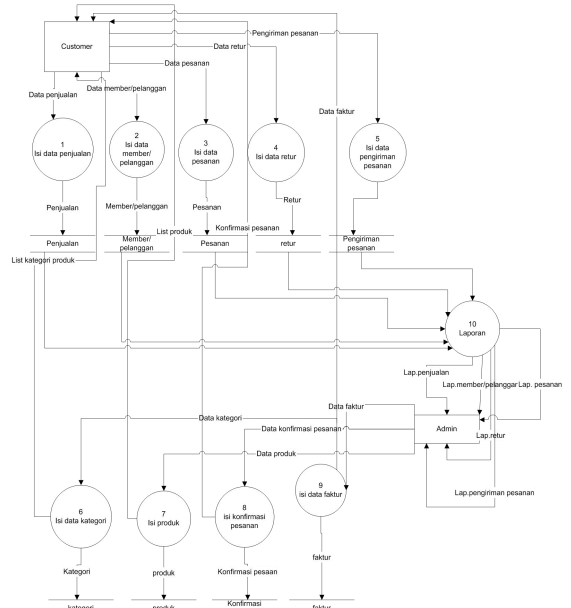 Pengiriman pesanan
Customer
Data retur
Data pesanan
Data member/pelanggan
Data penjualan
Data faktur
1
Isi data penjualan
2
Isi data
member/
pelanggan
3
Isi data
pesanan
4
Isi data retur
5
Isi data
pengiriman
pesanan
Penjualan
Member/pelanggan
Pesanan
Retur
List produk
Konfirmasi pesanan
Penjualan
Member/
pelanggan
Pesanan
retur
Pengiriman
pesanan
List kategori produk
10
Laporan
Lap.penjualan
Lap.member/pelanggan
Lap. pesanan
Data faktur
Data kategori
Data konfirmasi pesanan
Admin
Lap.retur
Data produk
Lap.pengiriman pesanan
6
Isi data kategori
7
Isi produk
8
isi konfirmasi
pesanan
9
isi data faktur
Kategori
produk
Konfirmasi pesaan
faktur
kategori
produk
Konfirmasi
faktur